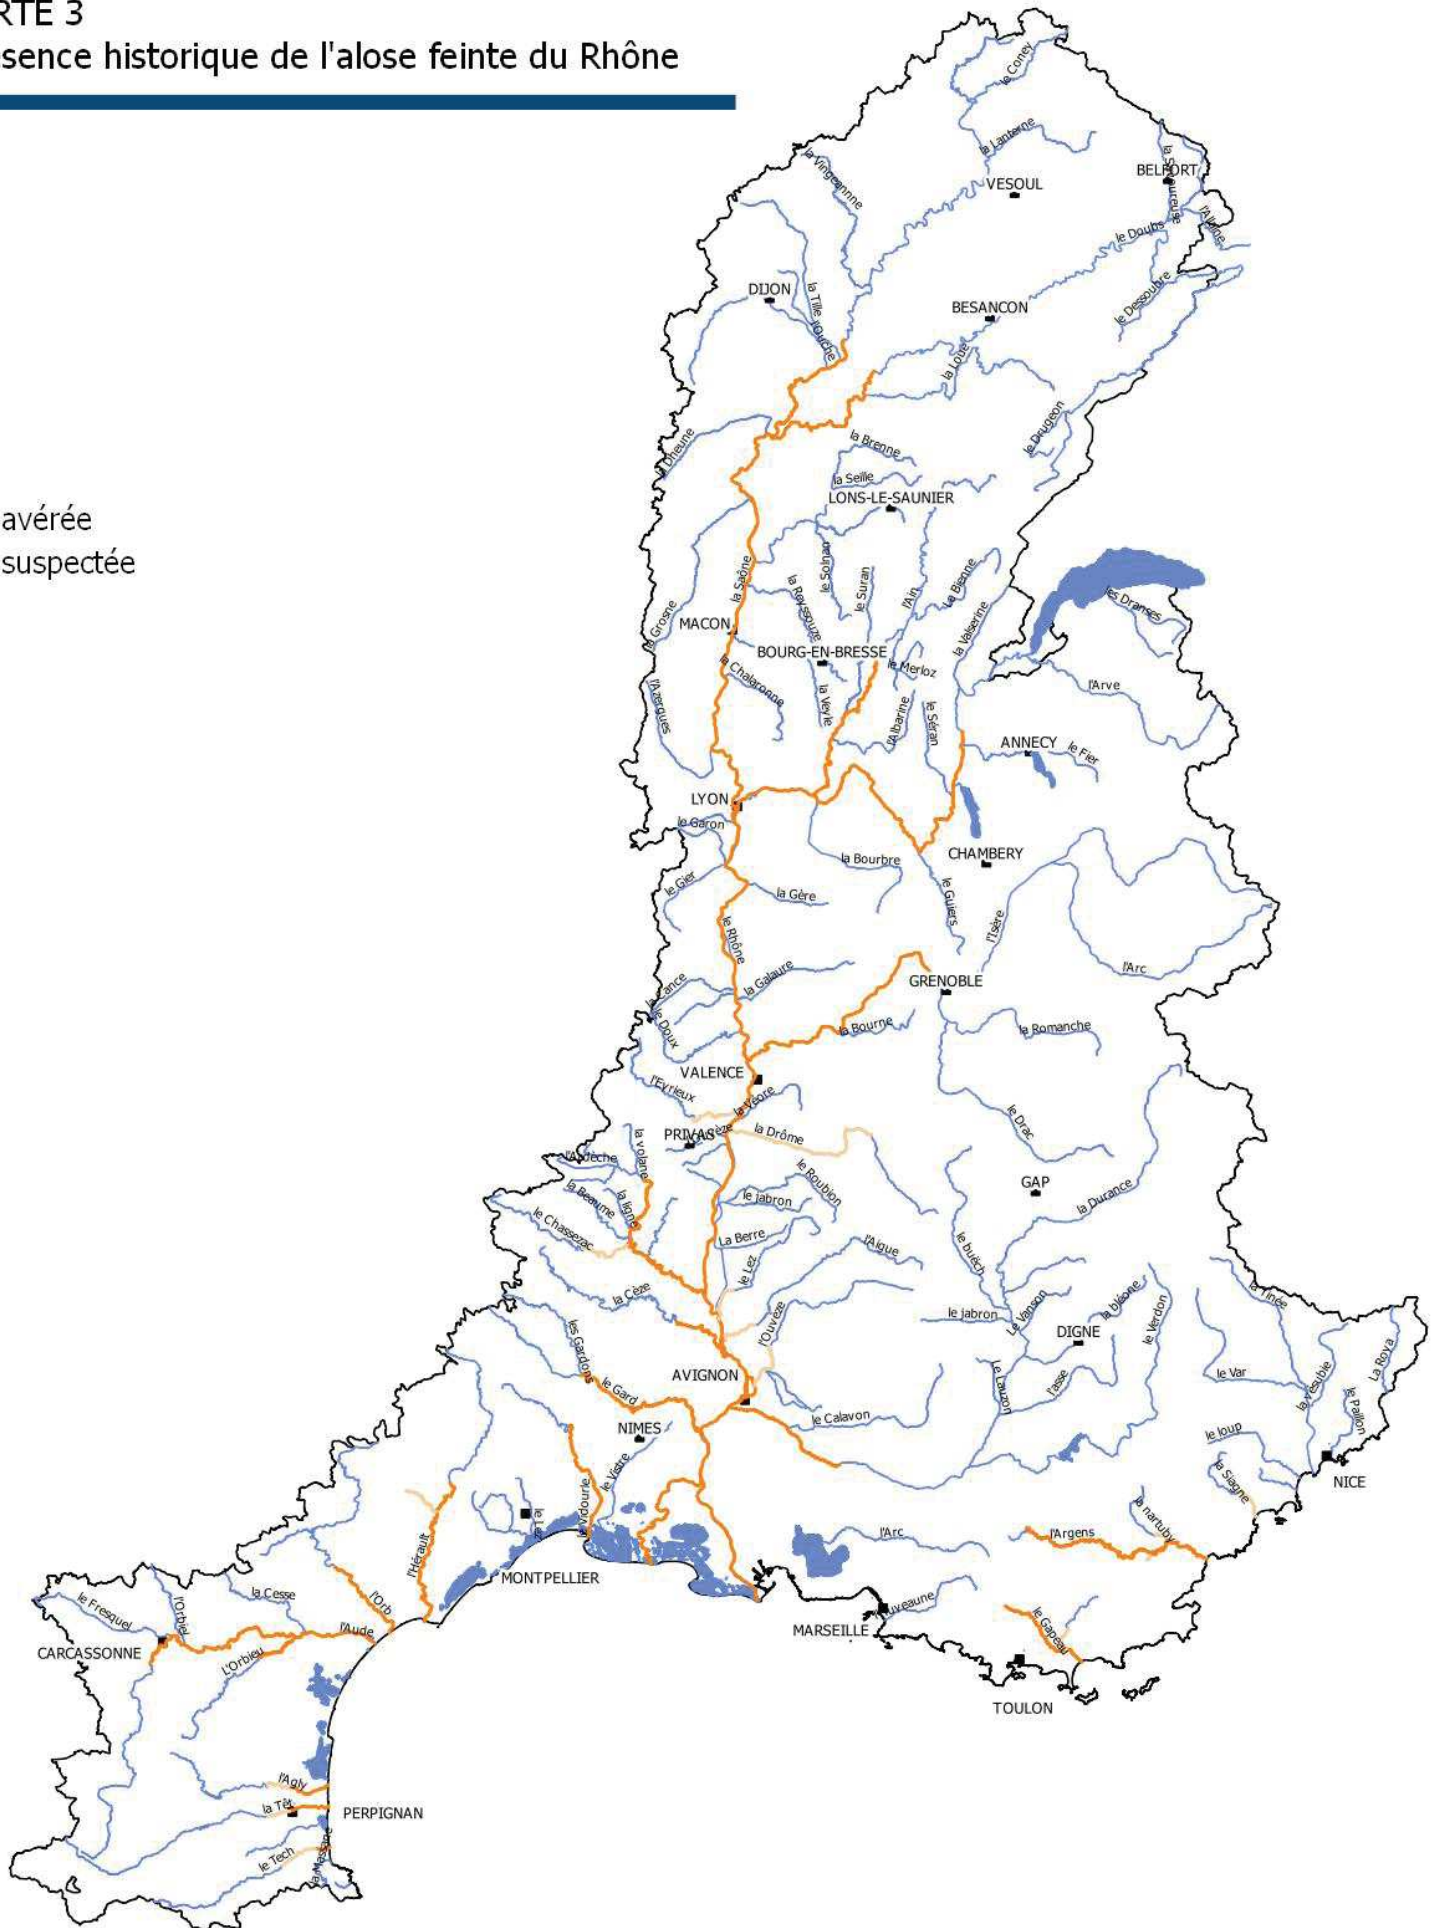 RTE 3
sence historique de l'alose feinte du Rhône
le Coney
la Lanterne
la Vingeannne
VESOUL
BELFORT
la Savoureuse
l'Allaine
le Doubs
le Dessoubre
DIJON
la Tille
l'Ouche
BESANCON
la Loue
le Drugeon
la Dheune
la Brenne
la Seille
LONS-LE-SAUNIER
avérée
suspectée
la Saône
le Solnan
le Suran
la Reyssouze
l'Ain
La Bienne
la Valserine
les Dranses
la Grosne
MACON
BOURG-EN-BRESSE
le Merloz
la Chalaronne
la Veyle
l'Albarine
le Séran
l'Arve
l'Azergues
ANNECY
le Fier
LYON
le Garon
la Bourbre
CHAMBERY
le Gier
la Gère
le Guiers
l'Isère
le Rhône
l'Arc
la Cance
la Galaure
GRENOBLE
le Doux
la Bourne
la Romanche
VALENCE
l'Eyrieux
la Véore
PRIVAS
la Drôme
le Drac
la volane
l'Ardèche
la Beaume
la ligne
le Roubion
le jabron
GAP
la Durance
le Chassezac
La Berre
le Lez
l'Aigue
le buëch
la Cèze
l'Ouvèze
le jabron
Le Vanson
la bléone
la Tinée
DIGNE
le Verdon
les Gardons
le Gard
AVIGNON
Le Lauzon
l'asse
le Var
la vésubie
La Roya
le Paillon
NIMES
le Calavon
le loup
le Vistre
la Siagne
NICE
le Vidourle
le Lez
la nartuby
l'Arc
l'Argens
l'Hérault
MONTPELLIER
la Cesse
l'Orb
le Fresquel
l'Orbiel
MARSEILLE
le Gapeau
l'Aude
CARCASSONNE
L'Orbieu
TOULON
l'Agly
la Têt
PERPIGNAN
le Tech
la Massane